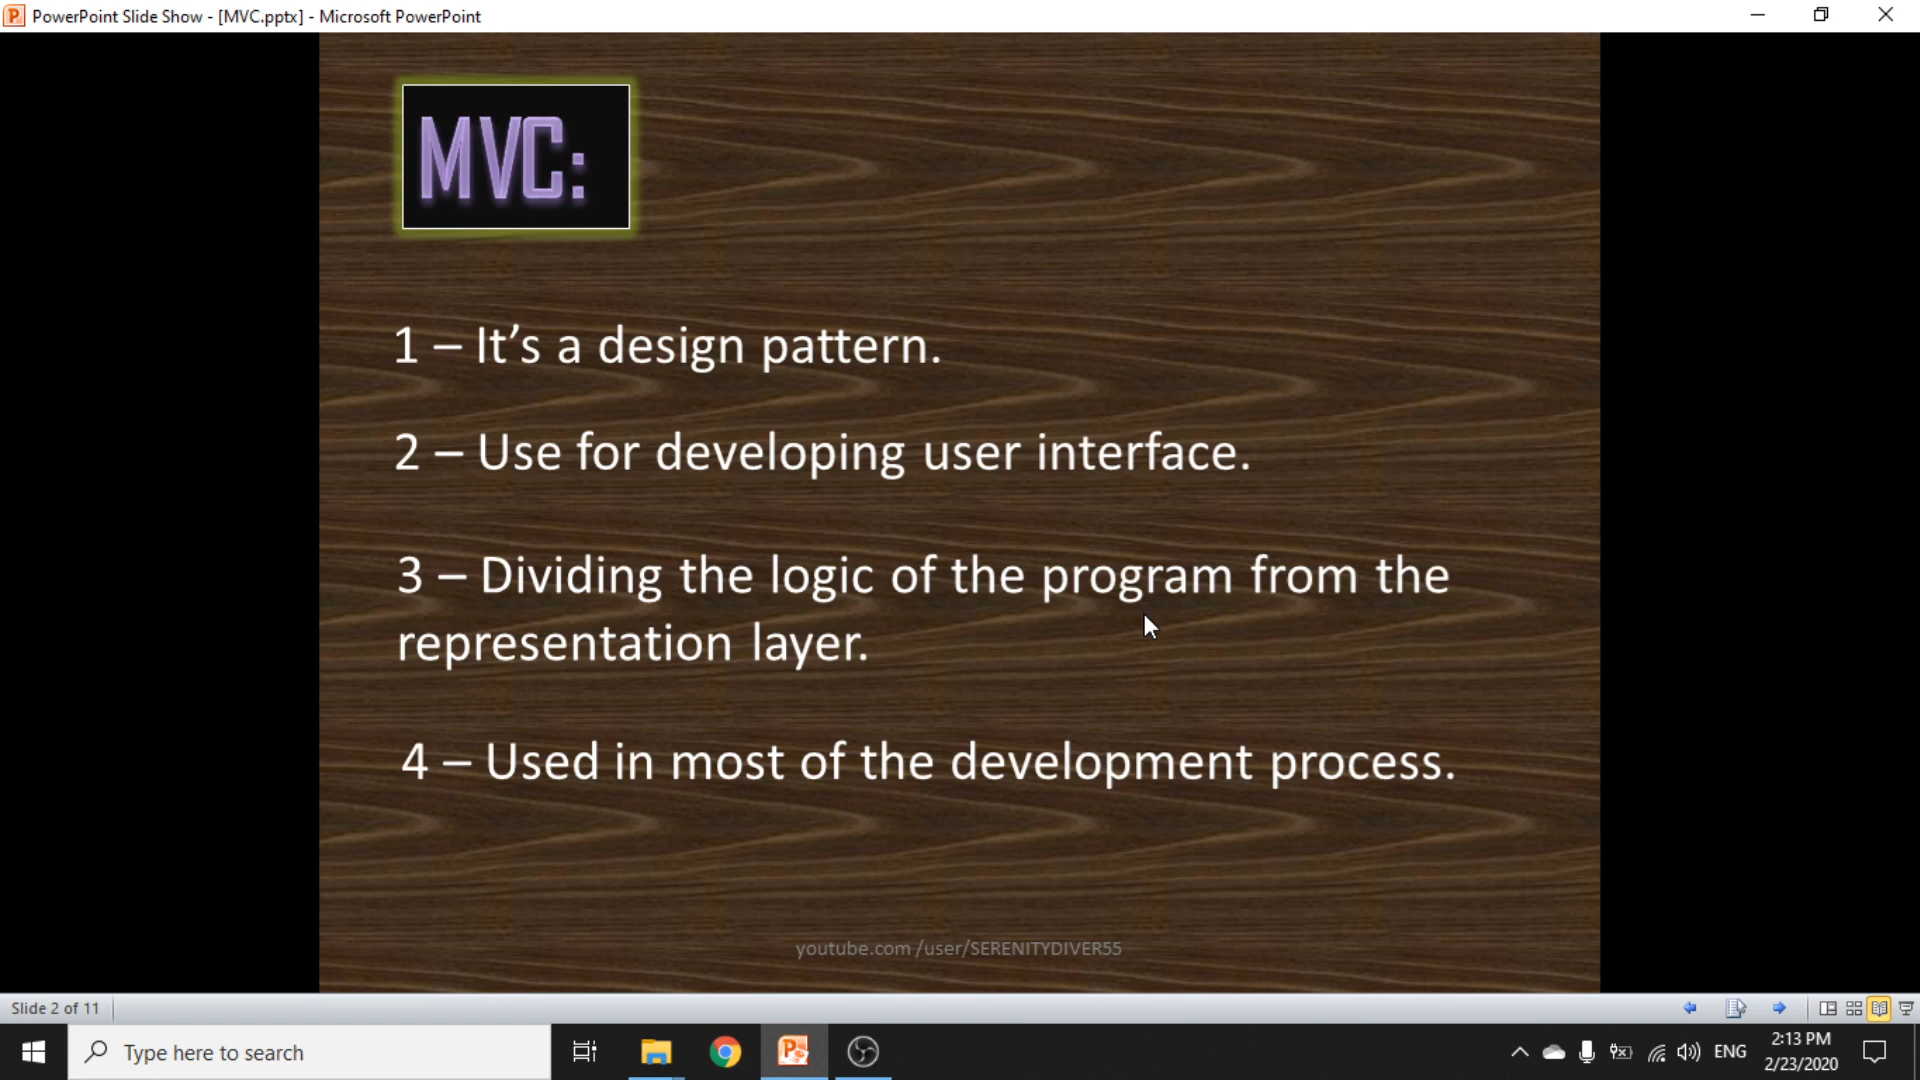 PowerPoint Slide Show - [MVC.pptx] - Microsoft PowerPoint
MVC:
1 – It’s a design pattern.
2 – Use for developing user interface.
3 – Dividing the logic of the program from the
representation layer.
4 – Used in most of the development process.
youtube.com /user/SERENITYDIVER55
Slide 2 of 11
Type here to search
ENG
2:13 PM
2/23/2020